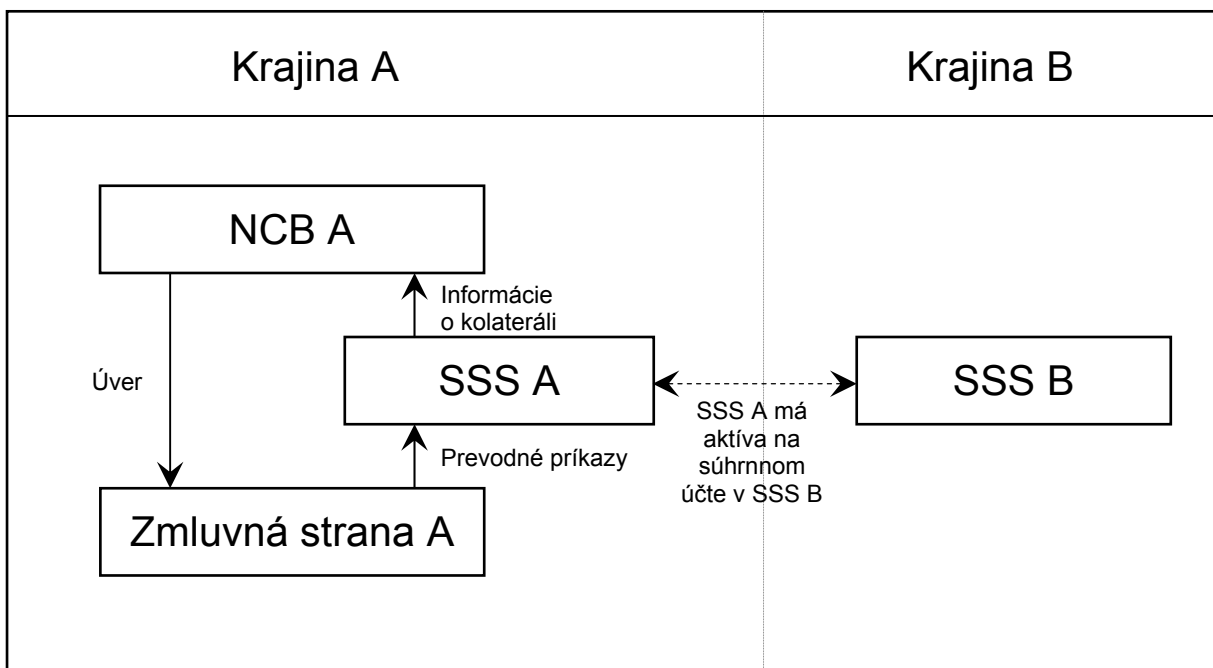 Krajina A
Krajina B
NCB A
Informácie
o kolateráli
Úver
SSS A
SSS B
SSS A má
aktíva na
súhrnnom
účte v SSS B
Prevodné príkazy
Zmluvná strana A